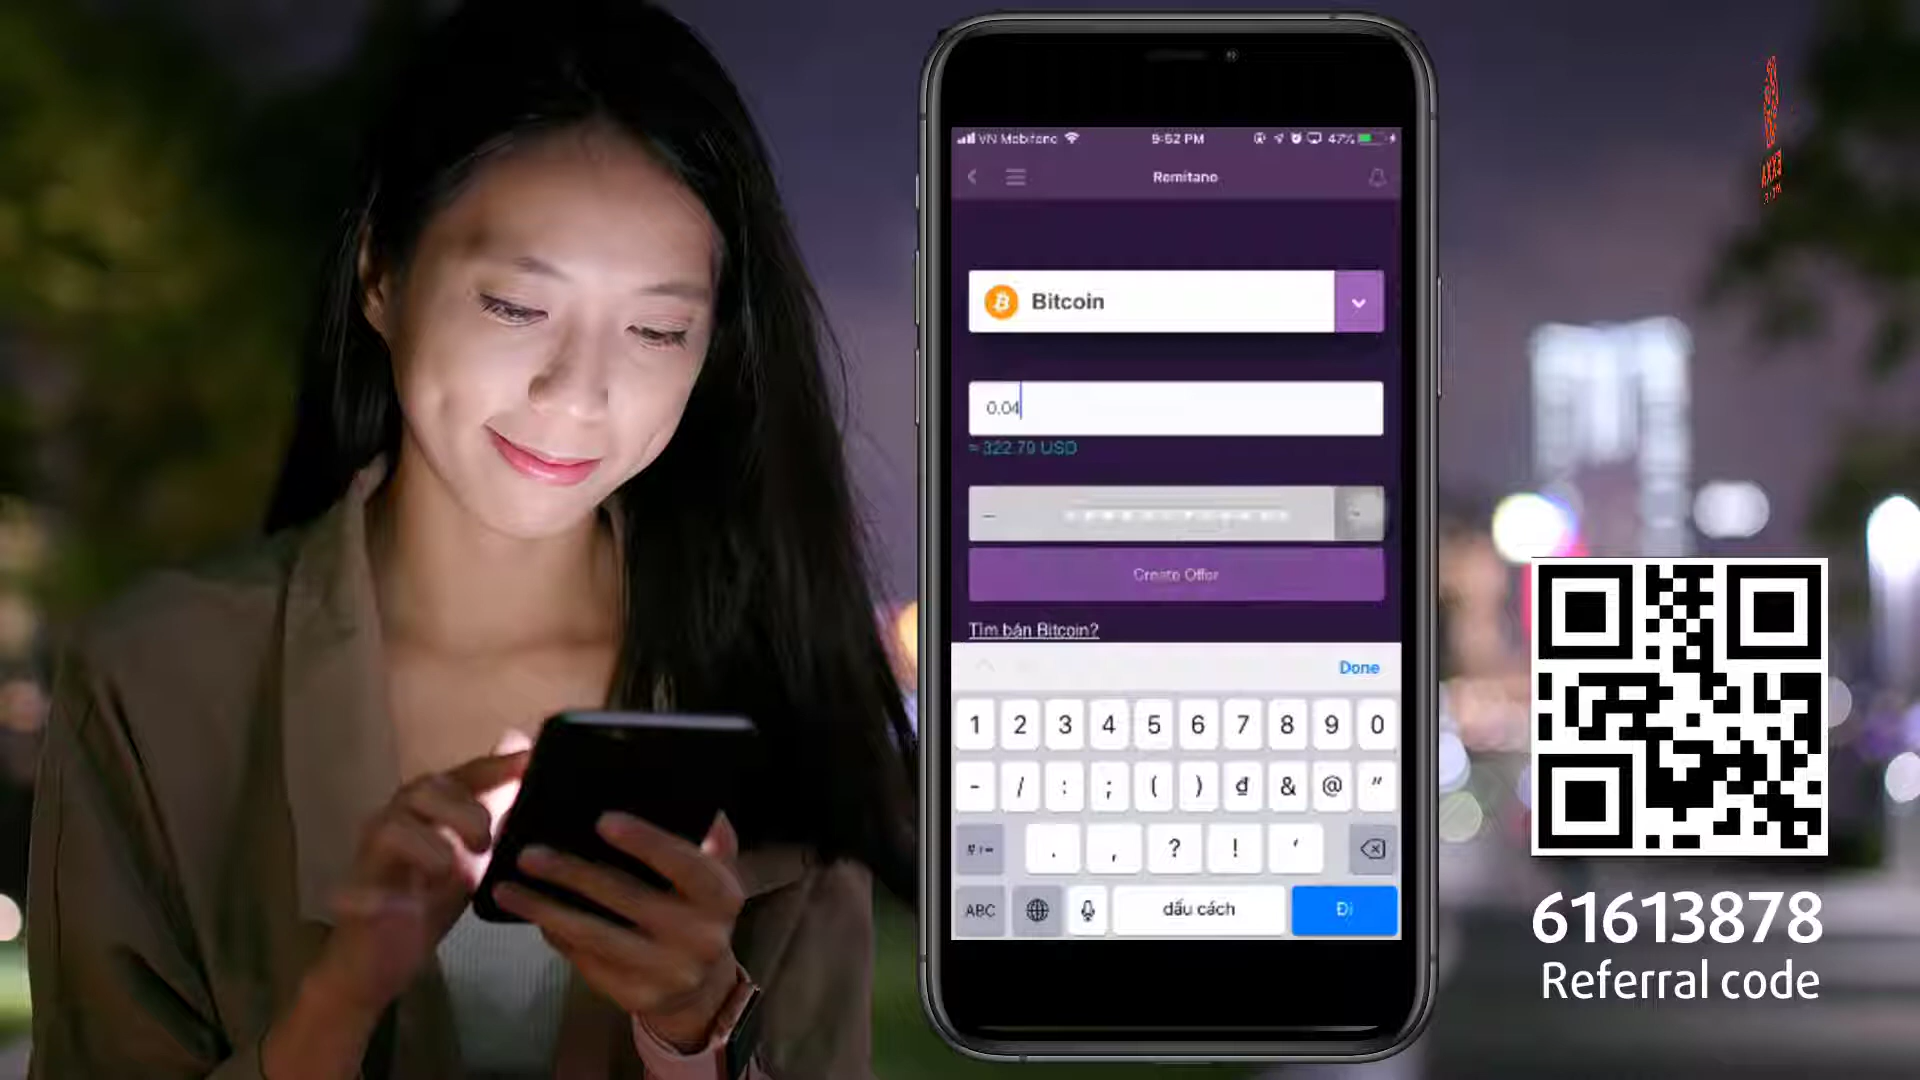 VN Mobifone
9:52 PM
47%
Remitano
Bitcoin
0.04
≈ 322.79 USD
Create Offer
Tìm bán Bitcoin?
Done
1 2 3 4 5 6 7 8 9 0
- / : ; ( ) đ & @ "
#+= . , ? ! '
ABC dấu cách Đi
61613878
Referral code